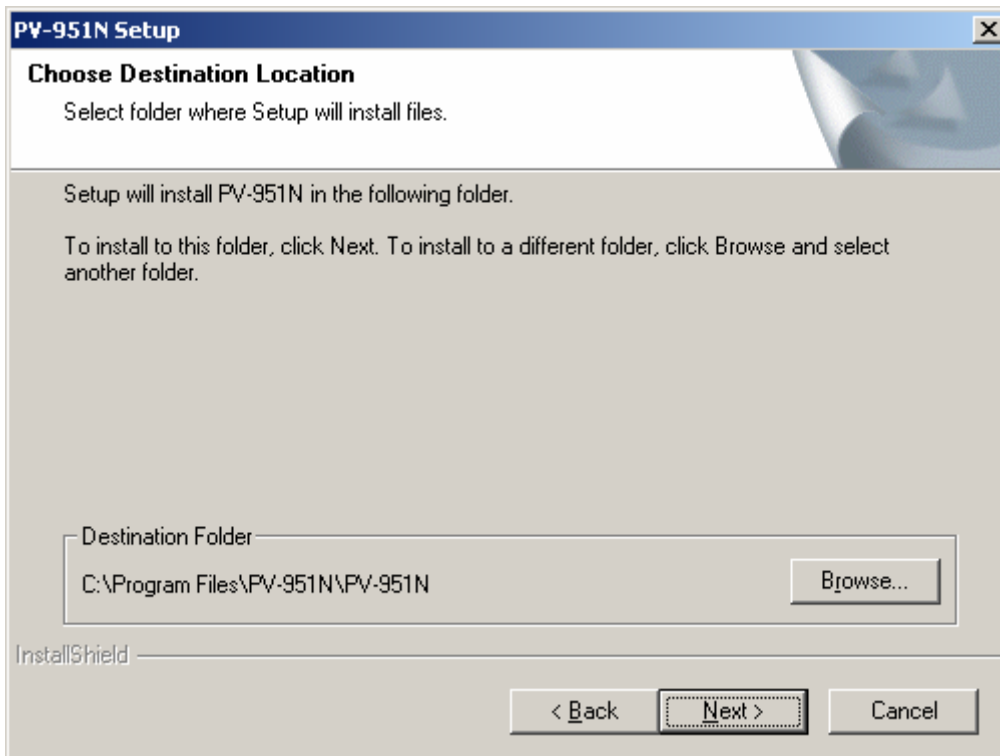 PV-951N Setup
Choose Destination Location
Select folder where Setup will install files.
Setup will install PV-951N in the following folder.
To install to this folder, click Next. To install to a different folder, click Browse and select
another folder.
Destination Folder
C:\Program Files\PV-951N\PV-951N
Browse...
InstallShield
< Back
Next >
Cancel